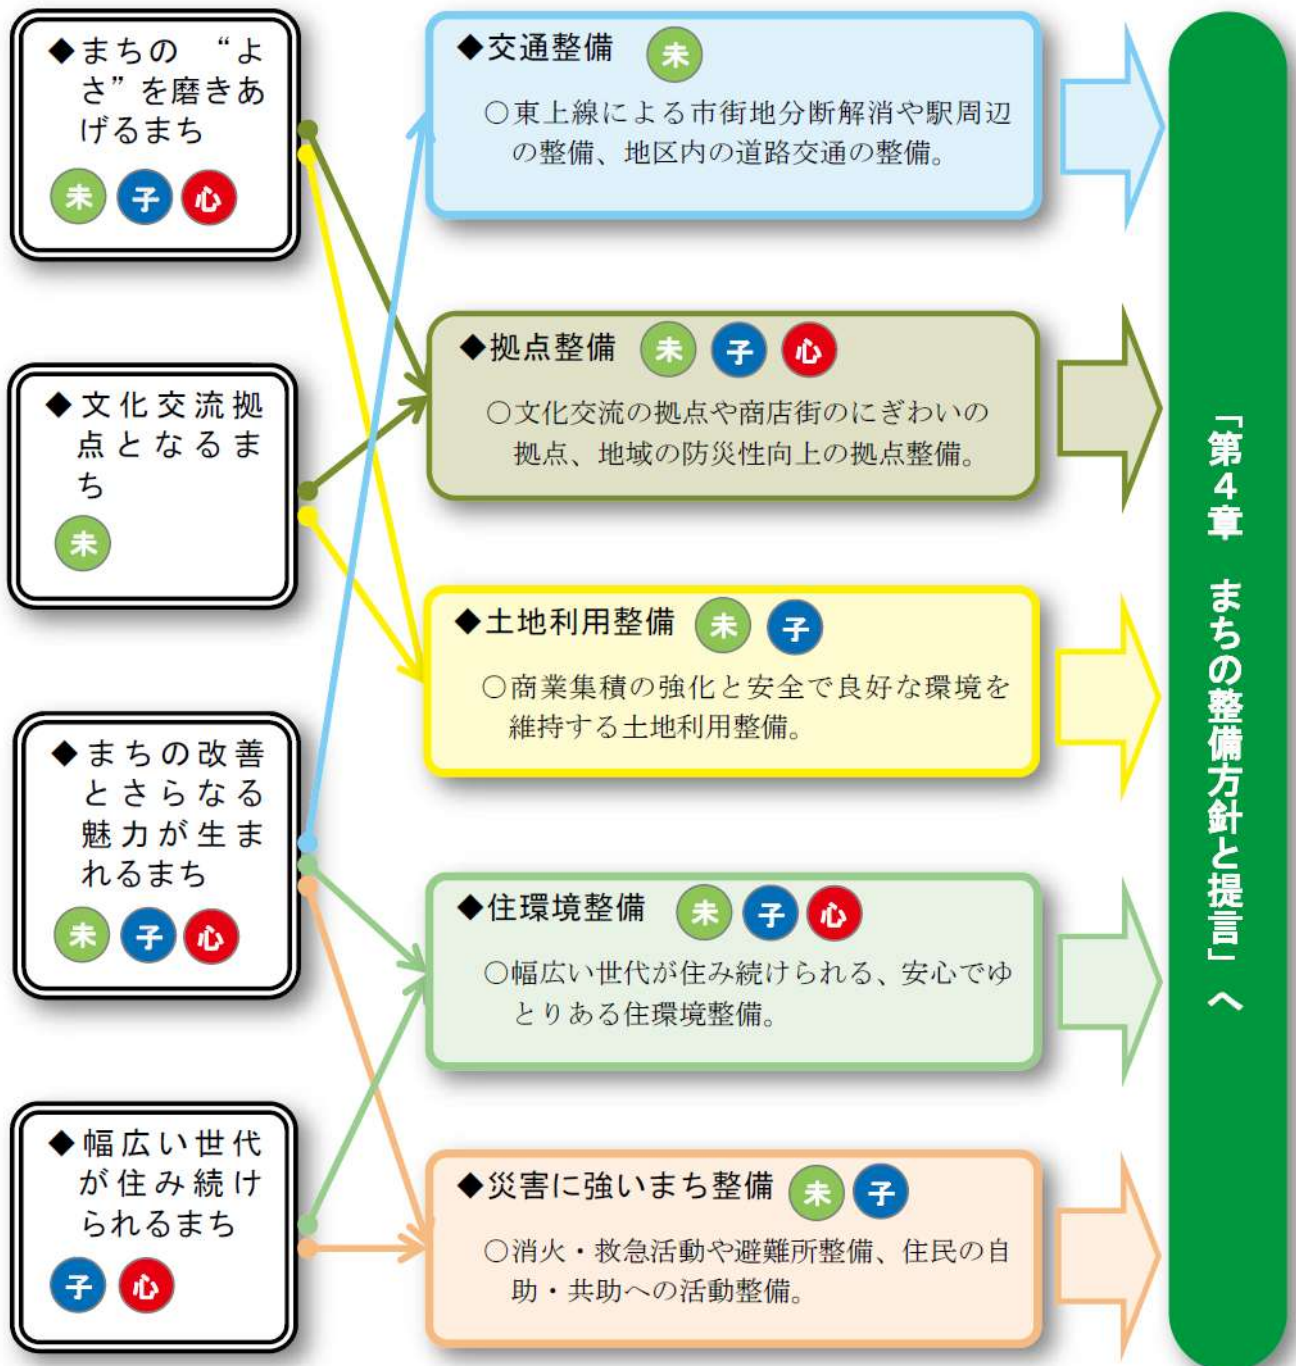 ◆まちの “よ
さ”を磨きあ
げるまち
未 子 心
◆文化交流拠
点となるま
ち
未
◆まちの改善
とさらなる
魅力が生ま
れるまち
未 子 心
◆幅広い世代
が住み続け
られるまち
子 心
◆交通整備 未
○東上線による市街地分断解消や駅周辺
の整備、地区内の道路交通の整備。
◆拠点整備 未 子 心
○文化交流の拠点や商店街のにぎわいの
拠点、地域の防災性向上の拠点整備。
◆土地利用整備 未 子
○商業集積の強化と安全で良好な環境を
維持する土地利用整備。
◆住環境整備 未 子 心
○幅広い世代が住み続けられる、安心でゆ
とりある住環境整備。
◆災害に強いまち整備 未 子
○消火・救急活動や避難所整備、住民の自
助・共助への活動整備。
「第４章　まちの整備方針と提言」へ